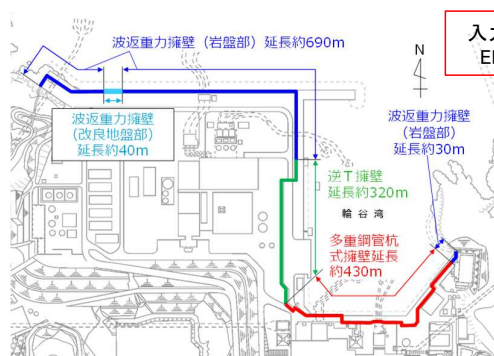 波返重力擁壁（岩盤部）延長約690m
入
N
波返重力擁壁
（改良地盤部）
延長約40m
波返重力擁壁
（岩盤部）
延長約30m
逆T擁壁
延長約320m
輪谷湾
多重鋼管杭
式擁壁延長
約430m